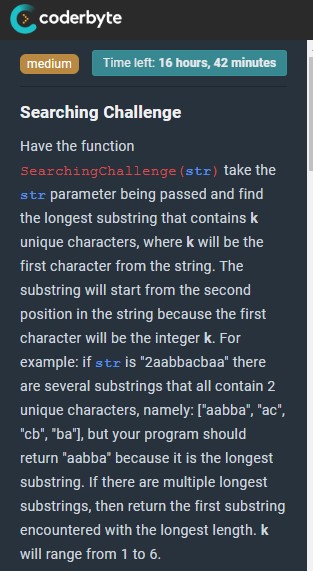 coderbyte
medium
Time left: 16 hours, 42 minutes
Searching Challenge
Have the function
SearchingChallenge(str) take the
str parameter being passed and find
the longest substring that contains k
unique characters, where k will be the
first character from the string. The
substring will start from the second
position in the string because the first
character will be the integer k. For
example: if str is "2aabbacbaa" there
are several substrings that all contain 2
unique characters, namely: ["aabba", "ac",
"cb", "ba"], but your program should
return "aabba" because it is the longest
substring. If there are multiple longest
substrings, then return the first substring
encountered with the longest length. k
will range from 1 to 6.